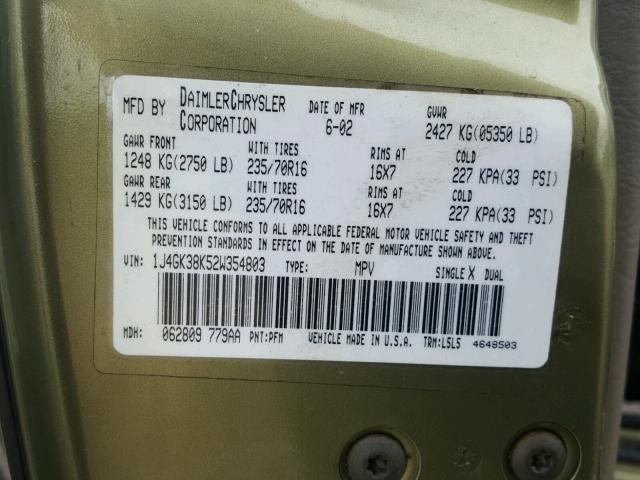 MFD BY DAIMLERCHRYSLER CORPORATION DATE OF MFR 6-02 GVWR 2427 KG(05350 LB)
GAWR FRONT WITH TIRES RIMS AT COLD
1248 KG(2750 LB) 235/70R16 16X7 227 KPA(33 PSI)
GAWR REAR WITH TIRES RIMS AT COLD
1429 KG(3150 LB) 235/70R16 16X7 227 KPA(33 PSI)
THIS VEHICLE CONFORMS TO ALL APPLICABLE FEDERAL MOTOR VEHICLE SAFETY AND THEFT
PREVENTION STANDARDS IN EFFECT ON THE DATE OF MANUFACTURE SHOWN ABOVE.
VIN: 1J4GK38K52W354803 TYPE: MPV SINGLE X DUAL
MDH: 062809 779AA PNT:PFM VEHICLE MADE IN U.S.A. TRM:L5L5 4648503